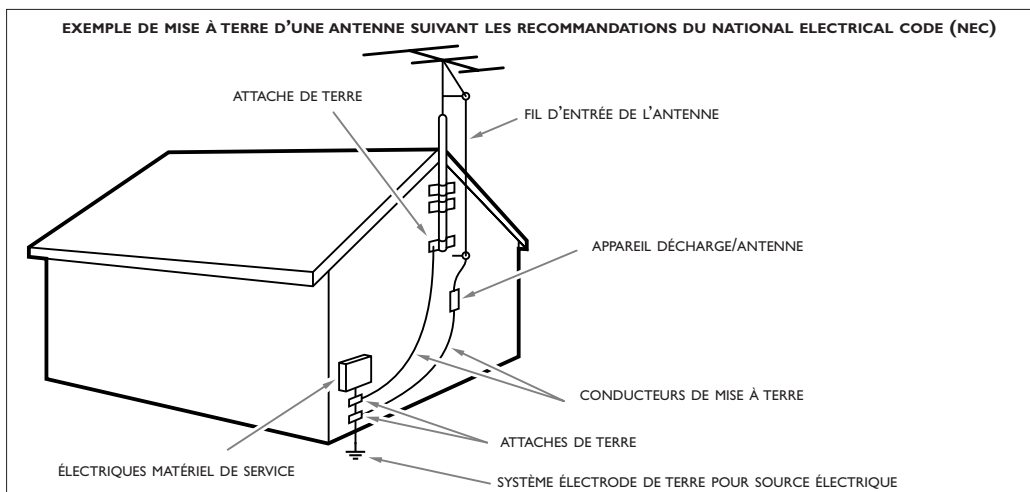 EXEMPLE DE MISE À TERRE D'UNE ANTENNE SUIVANT LES RECOMMANDATIONS DU NATIONAL ELECTRICAL CODE (NEC)
ATTACHE DE TERRE
FIL D'ENTRÉE DE L'ANTENNE
APPAREIL DÉCHARGE/ANTENNE
CONDUCTEURS DE MISE À TERRE
ATTACHES DE TERRE
ÉLECTRIQUES MATÉRIEL DE SERVICE
SYSTÈME ÉLECTRODE DE TERRE POUR SOURCE ÉLECTRIQUE